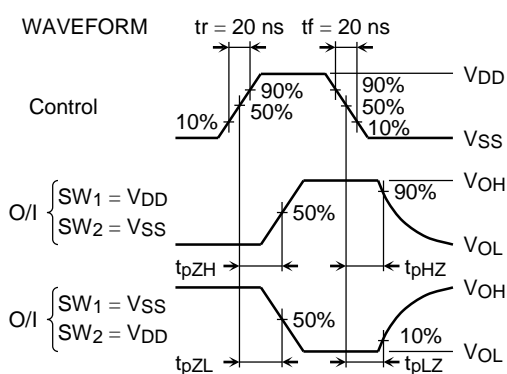 WAVEFORM tr = 20 ns tf = 20 ns
VDD
90% 90%
Control 50% 50%
10% 10%
VSS
VOH
O/I { SW1 = VDD 90%
SW2 = VSS 50%
VOL
tpZH tpHZ
VOH
O/I { SW1 = VSS
SW2 = VDD 50% 10%
VOL
tpZL tpLZ